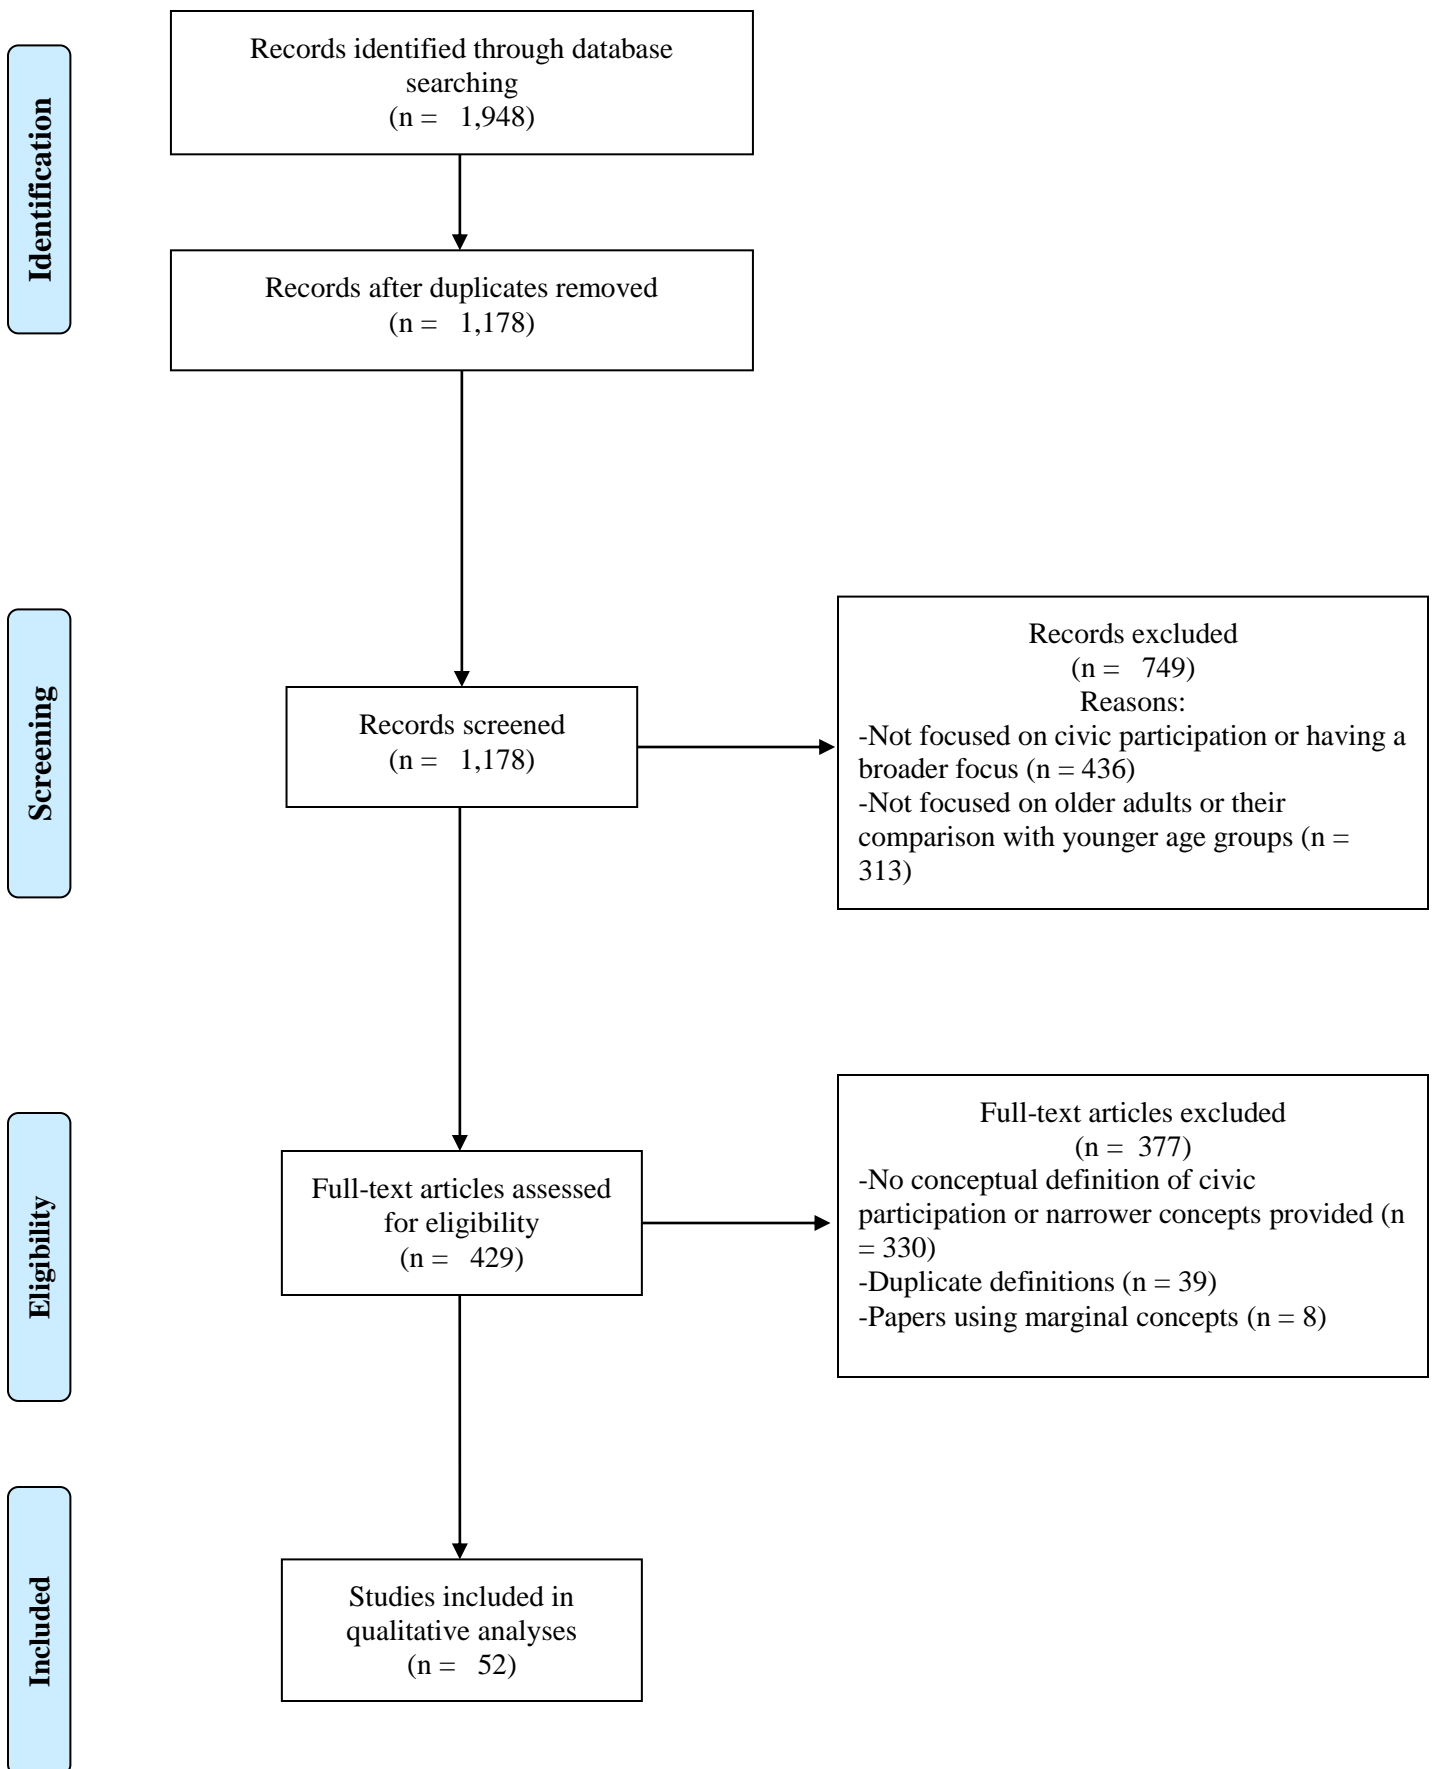 Identification
Records identified through database
searching
(n = 1,948)
Records after duplicates removed
(n = 1,178)
Screening
Records screened
(n = 1,178)
Records excluded
(n = 749)
Reasons:
-Not focused on civic participation or having a
broader focus (n = 436)
-Not focused on older adults or their
comparison with younger age groups (n =
313)
Eligibility
Full-text articles assessed
for eligibility
(n = 429)
Full-text articles excluded
(n = 377)
-No conceptual definition of civic
participation or narrower concepts provided (n
= 330)
-Duplicate definitions (n = 39)
-Papers using marginal concepts (n = 8)
Included
Studies included in
qualitative analyses
(n = 52)